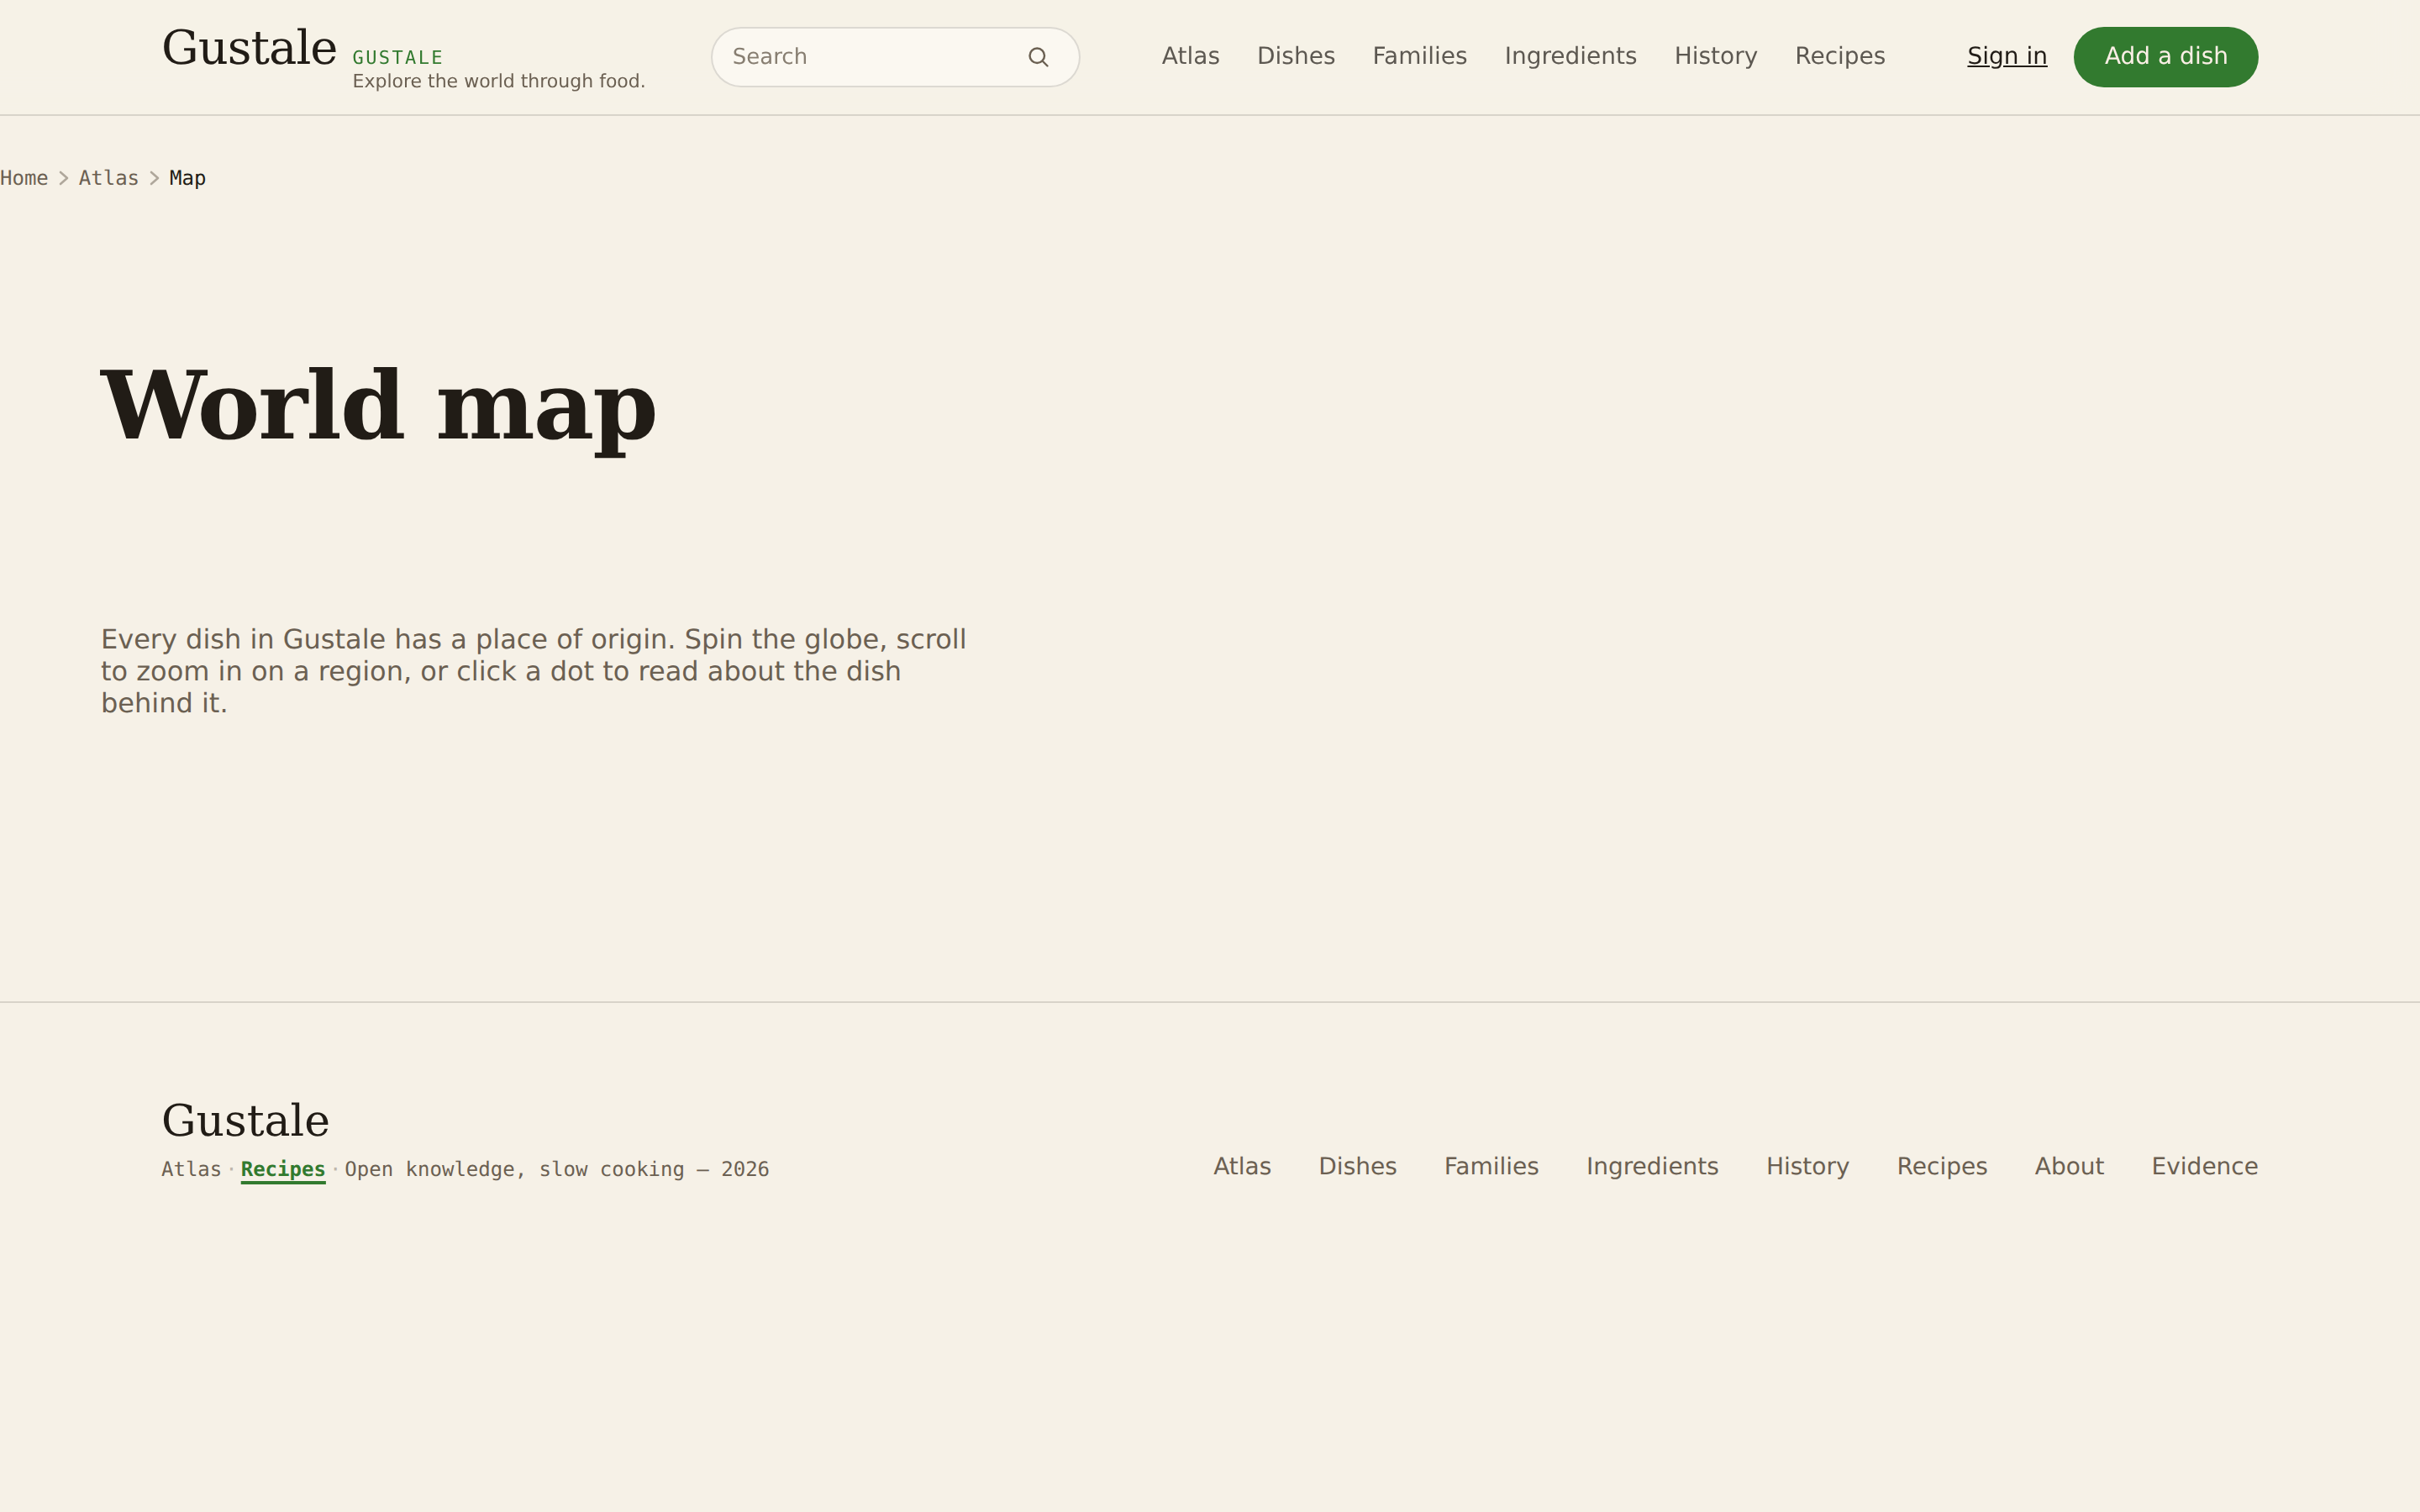 Gustale
GUSTALE
Explore the world through food.
Search
Atlas Dishes Families Ingredients History Recipes
Sign in
Add a dish
Home > Atlas > Map
World map
Every dish in Gustale has a place of origin. Spin the globe, scroll
to zoom in on a region, or click a dot to read about the dish
behind it.
Gustale
Atlas · Recipes · Open knowledge, slow cooking — 2026
Atlas Dishes Families Ingredients History Recipes About Evidence